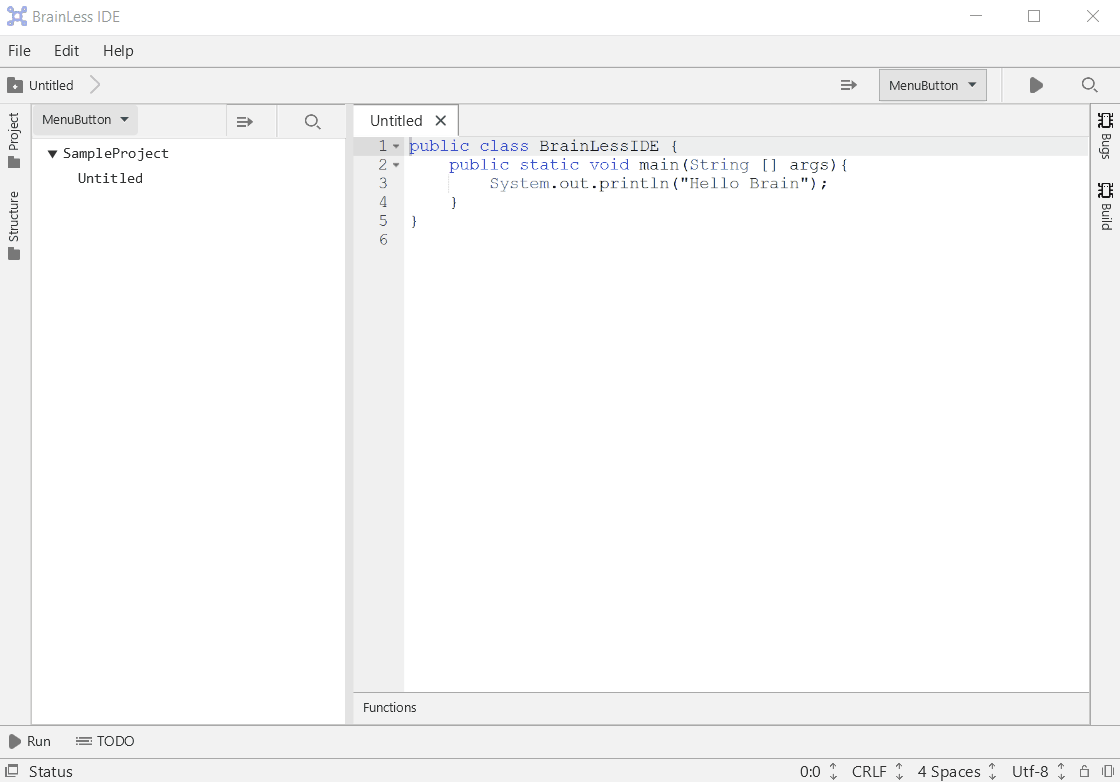 BrainLess IDE
File Edit Help
Untitled MenuButton
Project
Structure
MenuButton
SampleProject
Untitled
Untitled
1 public class BrainLessIDE {
2 public static void main(String [] args){
3 System.out.println("Hello Brain");
4 }
5 }
6
Functions
Bugs
Build
Run TODO
Status 0:0 CRLF 4 Spaces Utf-8